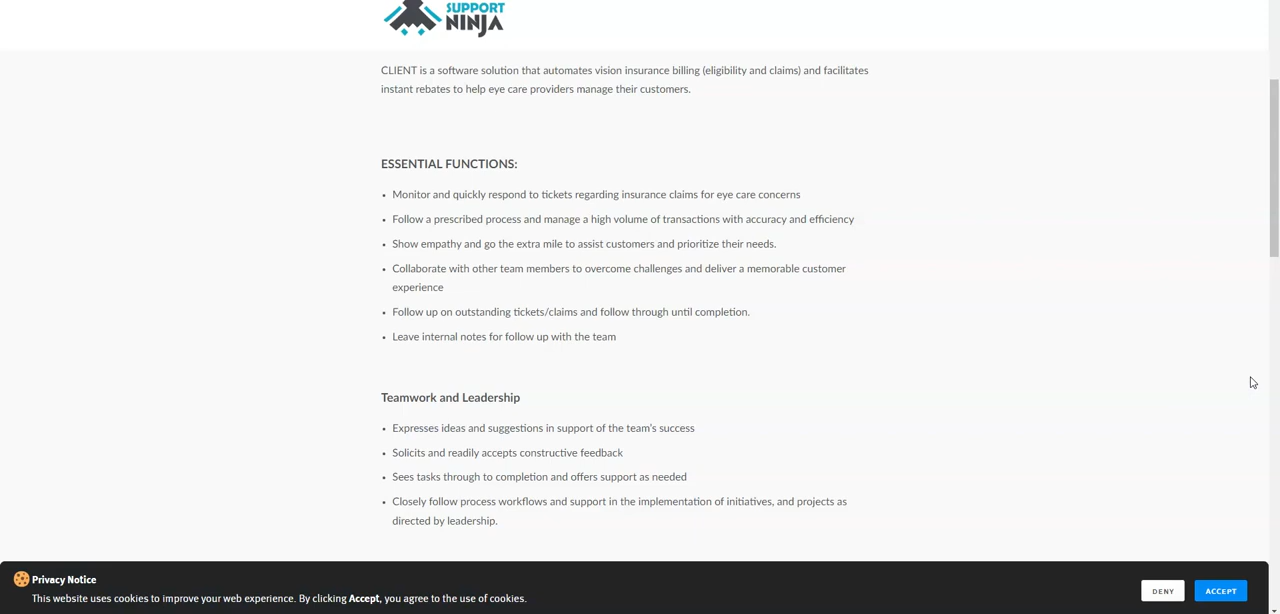 SUPPORT
NINJA
CLIENT is a software solution that automates vision insurance billing (eligibility and claims) and facilitates
instant rebates to help eye care providers manage their customers.
ESSENTIAL FUNCTIONS:
• Monitor and quickly respond to tickets regarding insurance claims for eye care concerns
• Follow a prescribed process and manage a high volume of transactions with accuracy and efficiency
• Show empathy and go the extra mile to assist customers and prioritize their needs.
• Collaborate with other team members to overcome challenges and deliver a memorable customer
experience
• Follow up on outstanding tickets/claims and follow through until completion.
• Leave internal notes for follow up with the team
Teamwork and Leadership
• Expresses ideas and suggestions in support of the team's success
• Solicits and readily accepts constructive feedback
• Sees tasks through to completion and offers support as needed
• Closely follow process workflows and support in the implementation of initiatives, and projects as
directed by leadership.
Privacy Notice
This website uses cookies to improve your web experience. By clicking Accept, you agree to the use of cookies.
DENY
ACCEPT